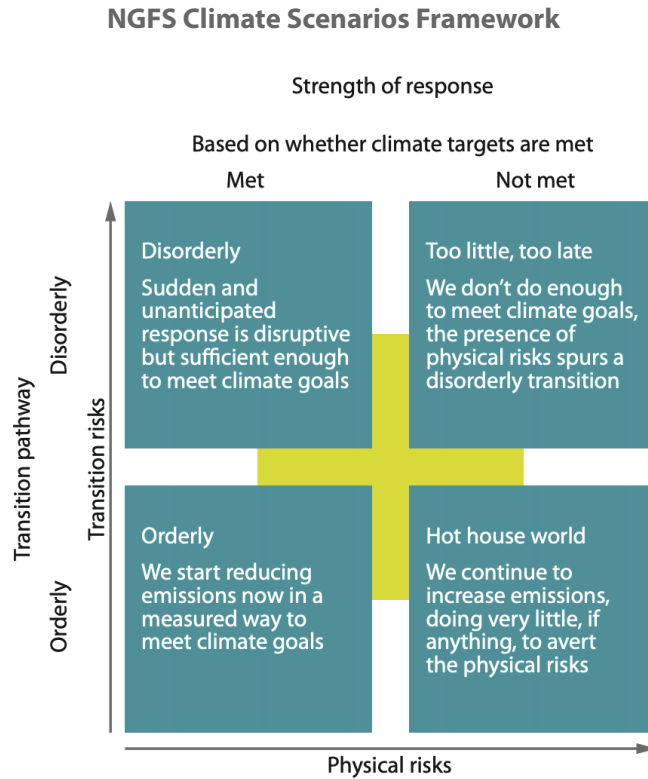 NGFS Climate Scenarios Framework
Strength of response
Based on whether climate targets are met
Met
Not met
Transition pathway
Disorderly
Orderly
Transition risks
Disorderly
Sudden and
unanticipated
response is disruptive
but sufficient enough
to meet climate goals
Too little, too late
We don’t do enough
to meet climate goals,
the presence of
physical risks spurs a
disorderly transition
Orderly
We start reducing
emissions now in a
measured way to
meet climate goals
Hot house world
We continue to
increase emissions,
doing very little, if
anything, to avert
the physical risks
Physical risks